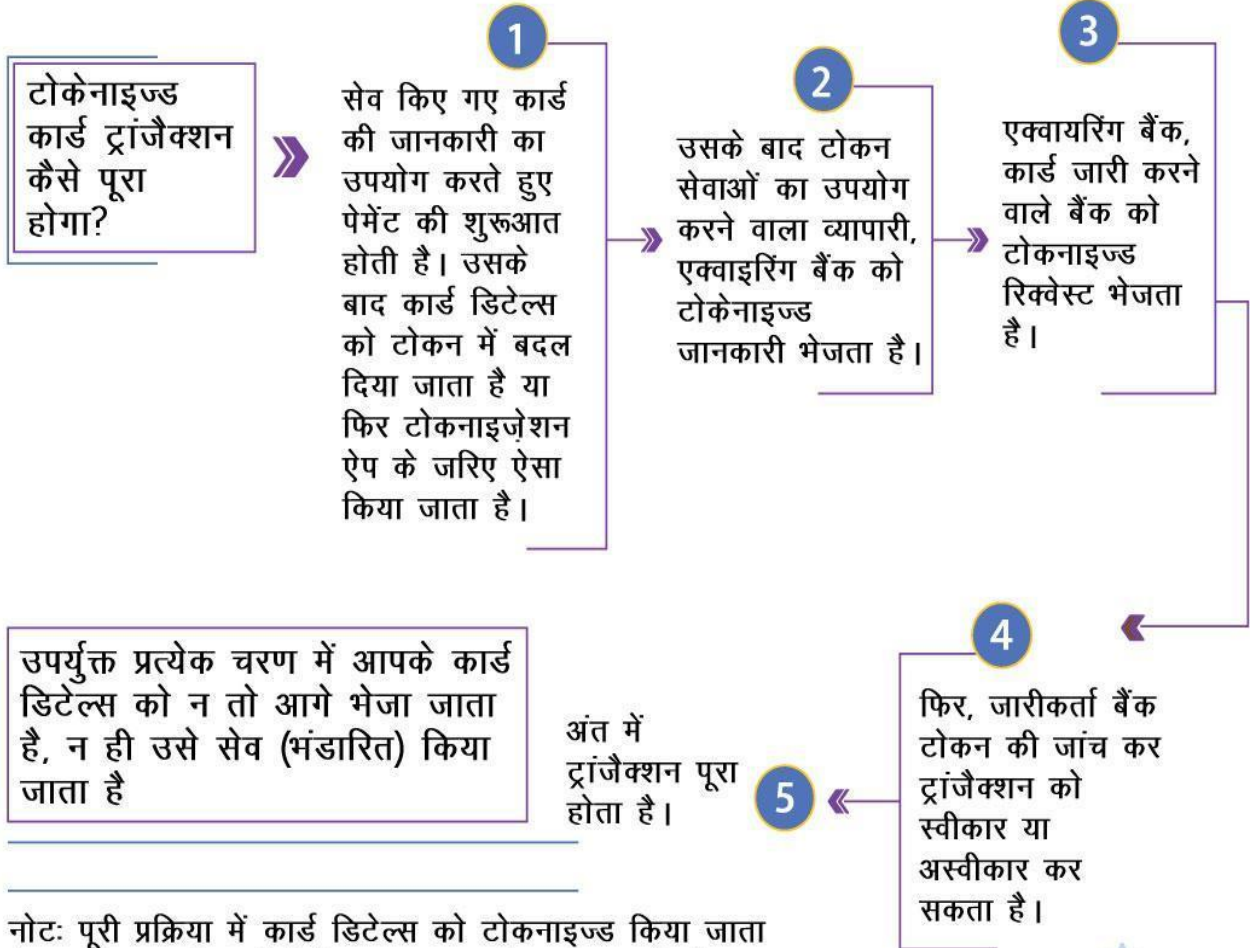 टोकेनाइज्ड
कार्ड ट्रांजैक्शन
कैसे पूरा
होगा?
1
सेव किए गए कार्ड
की जानकारी का
उपयोग करते हुए
पेमेंट की शुरूआत
होती है। उसके
बाद कार्ड डिटेल्स
को टोकन में बदल
दिया जाता है या
फिर टोकनाइज़ेशन
ऐप के जरिए ऐसा
किया जाता है।
2
उसके बाद टोकन
सेवाओं का उपयोग
करने वाला व्यापारी,
एक्वाइरिंग बैंक को
टोकेनाइज्ड
जानकारी भेजता है।
3
एक्वायरिंग बैंक,
कार्ड जारी करने
वाले बैंक को
टोकनाइज्ड
रिक्वेस्ट भेजता
है।
4
फिर, जारीकर्ता बैंक
टोकन की जांच कर
ट्रांजैक्शन को
स्वीकार या
अस्वीकार कर
सकता है।
5
अंत में
ट्रांजैक्शन पूरा
होता है।
उपर्युक्त प्रत्येक चरण में आपके कार्ड
डिटेल्स को न तो आगे भेजा जाता
है, न ही उसे सेव (भंडारित) किया
जाता है
नोटः पूरी प्रक्रिया में कार्ड डिटेल्स को टोकनाइज्ड किया जाता